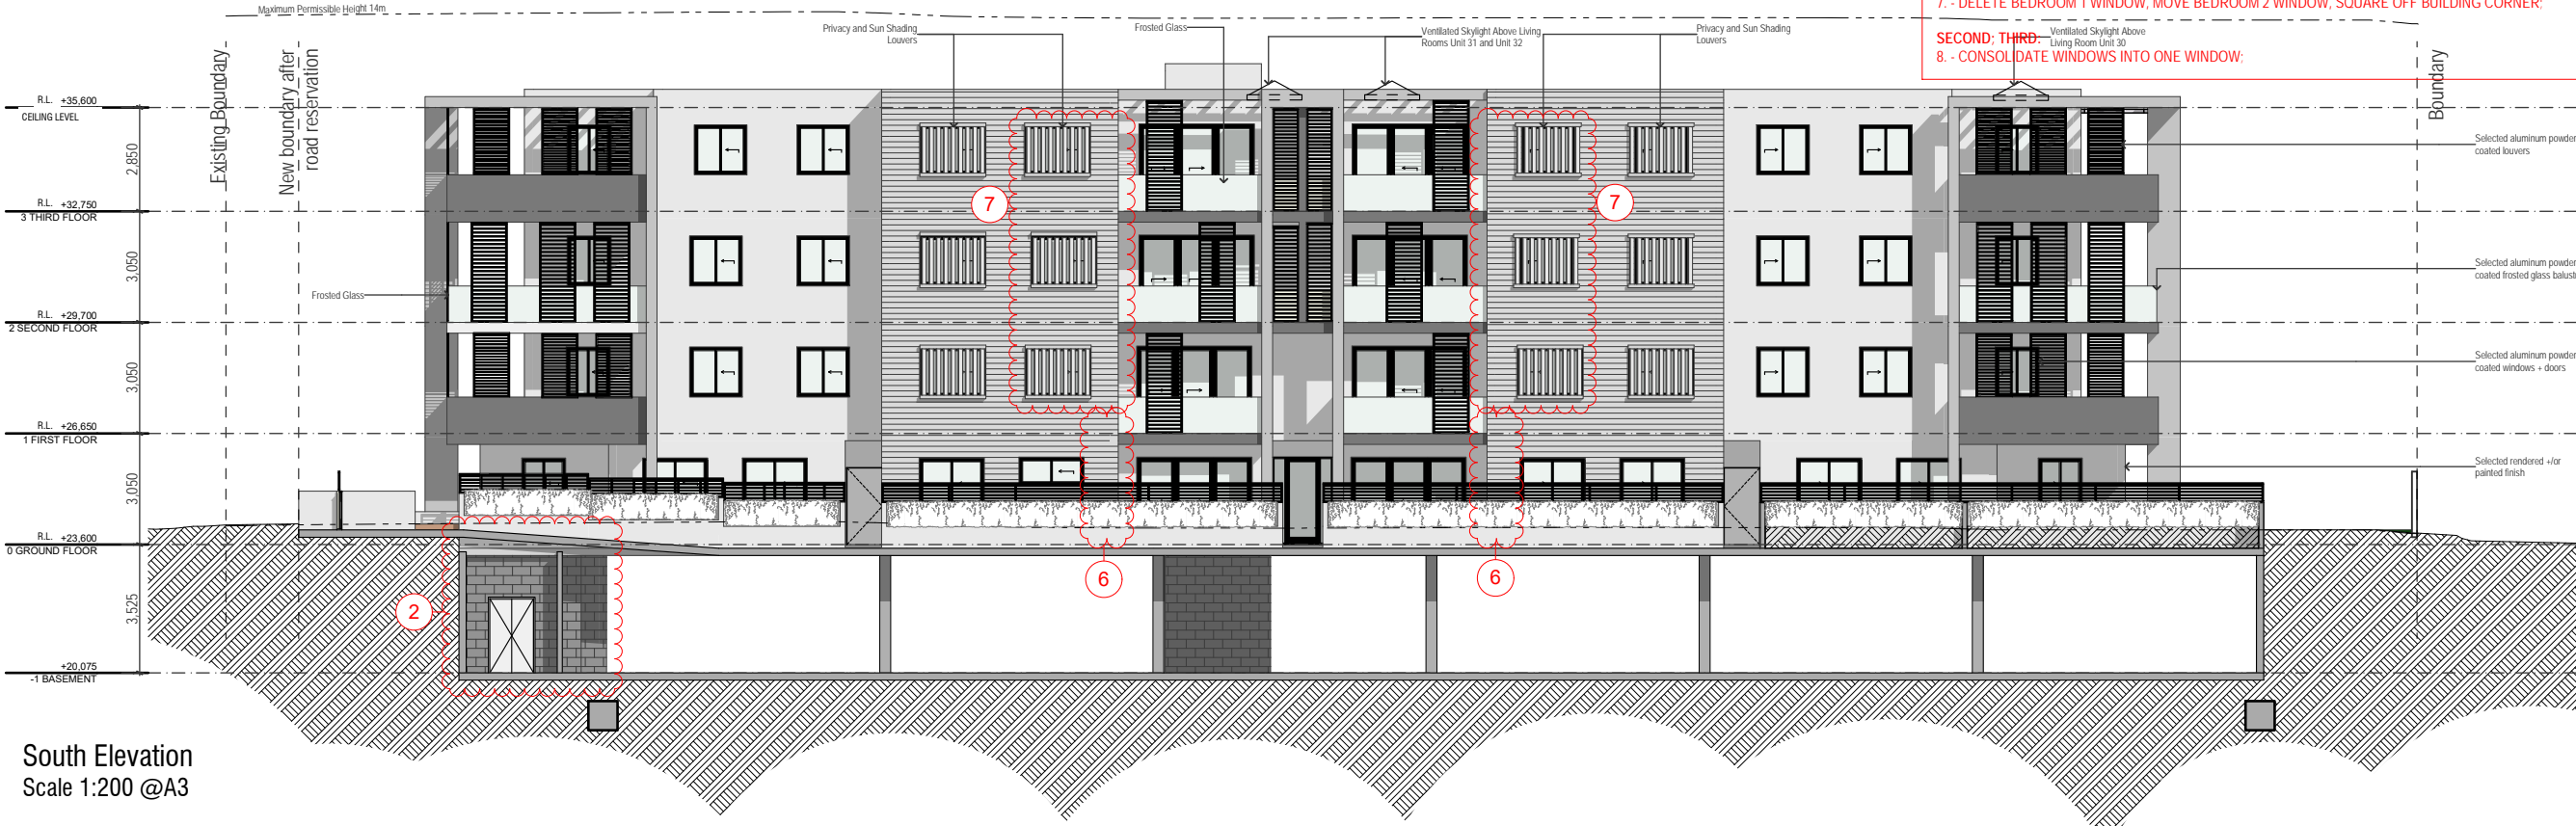 Maximum Permissible Height 14m
7. - DELETE BEDROOM 1 WINDOW, MOVE BEDROOM 2 WINDOW, SQUARE OFF BUILDING CORNER;
SECOND; THIRD:
8. - CONSOLIDATE WINDOWS INTO ONE WINDOW;
Privacy and Sun Shading
Louvers
Frosted Glass
Ventilated Skylight Above Living
Rooms Unit 31 and Unit 32
Privacy and Sun Shading
Louvers
Ventilated Skylight Above
Living Room Unit 30
Existing Boundary
New boundary after
road reservation
Boundary
R.L. +35,600
CEILING LEVEL
2,850
R.L. +32,750
3 THIRD FLOOR
3,050
R.L. +29,700
2 SECOND FLOOR
3,050
R.L. +26,650
1 FIRST FLOOR
3,050
R.L. +23,600
0 GROUND FLOOR
3,525
+20,075
-1 BASEMENT
Frosted Glass
7
7
6
6
2
Selected aluminum powder
coated louvers
Selected aluminum powder
coated frosted glass
Selected aluminum powder
coated windows + doors
Selected rendered +/or
painted finish
South Elevation
Scale 1:200 @A3